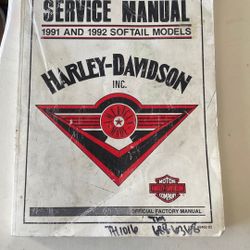 SERVICE MANUAL
1991 AND 1992 SOFTAIL MODELS
HARLEY-DAVIDSON
INC.
MOTOR
HARLEY-DAVIDSON
CYCLES
OFFICIAL FACTORY MANUAL